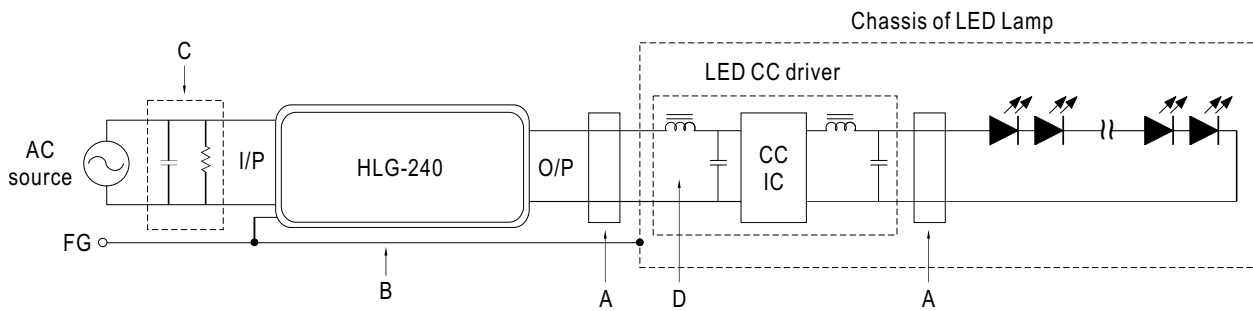 Chassis of LED Lamp
C
LED CC driver
AC
source
I/P
HLG-240
O/P
CC
IC
FG
B
A
D
A